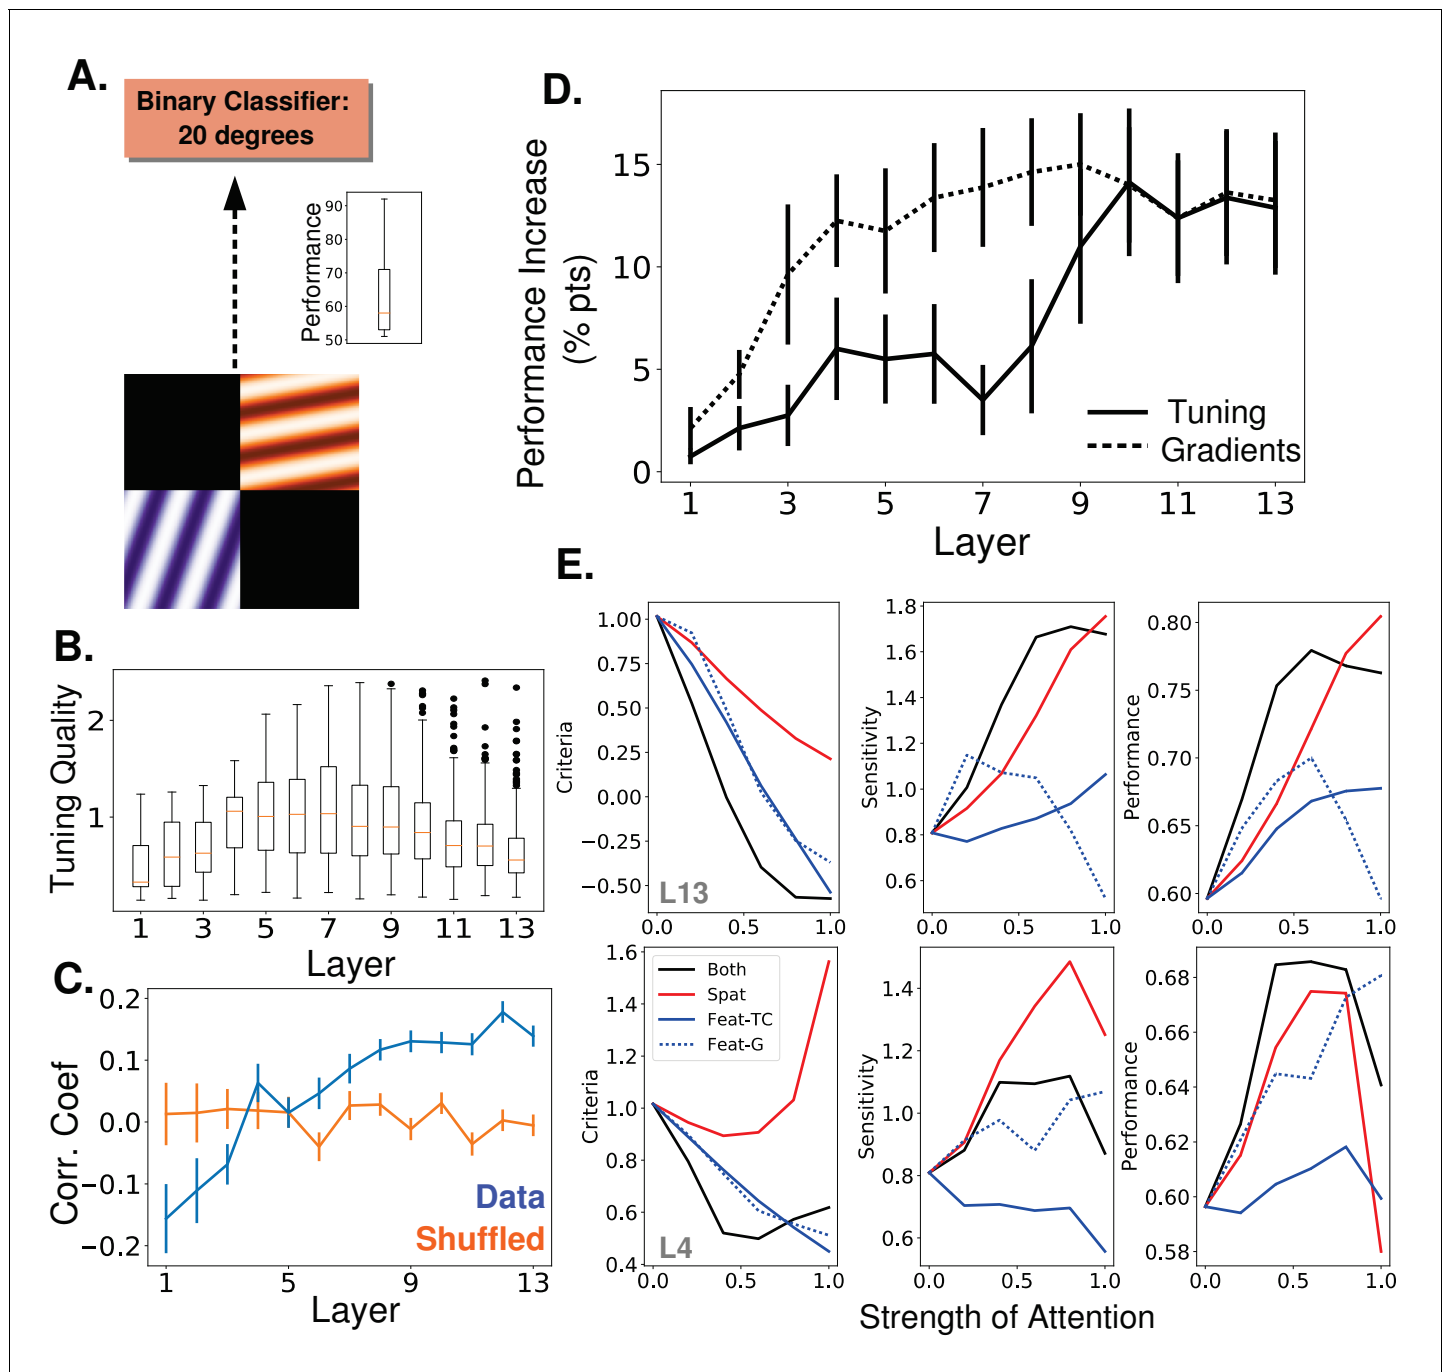 A.
Binary Classifier:
20 degrees
Performance
90
80
70
60
50
B.
Tuning Quality
2
1
1 3 5 7 9 11 13
Layer
C.
Corr. Coef
0.2
0.1
0.0
−0.1
−0.2
Data
Shuffled
1 5 9 13
Layer
D.
Performance Increase
(% pts)
15
10
5
0
Tuning
Gradients
1 3 5 7 9 11 13
Layer
E.
Criteria
1.00
0.75
0.50
0.25
0.00
−0.25
−0.50
L13
0.0 0.5 1.0
Sensitivity
1.8
1.6
1.4
1.2
1.0
0.8
0.6
0.0 0.5 1.0
Performance
0.80
0.75
0.70
0.65
0.60
0.0 0.5 1.0
Criteria
1.6
1.4
1.2
1.0
0.8
0.6
0.4
Both
Spat
Feat-TC
Feat-G
L4
0.0 0.5 1.0
Sensitivity
1.4
1.2
1.0
0.8
0.6
0.0 0.5 1.0
Performance
0.68
0.66
0.64
0.62
0.60
0.58
0.0 0.5 1.0
Strength of Attention